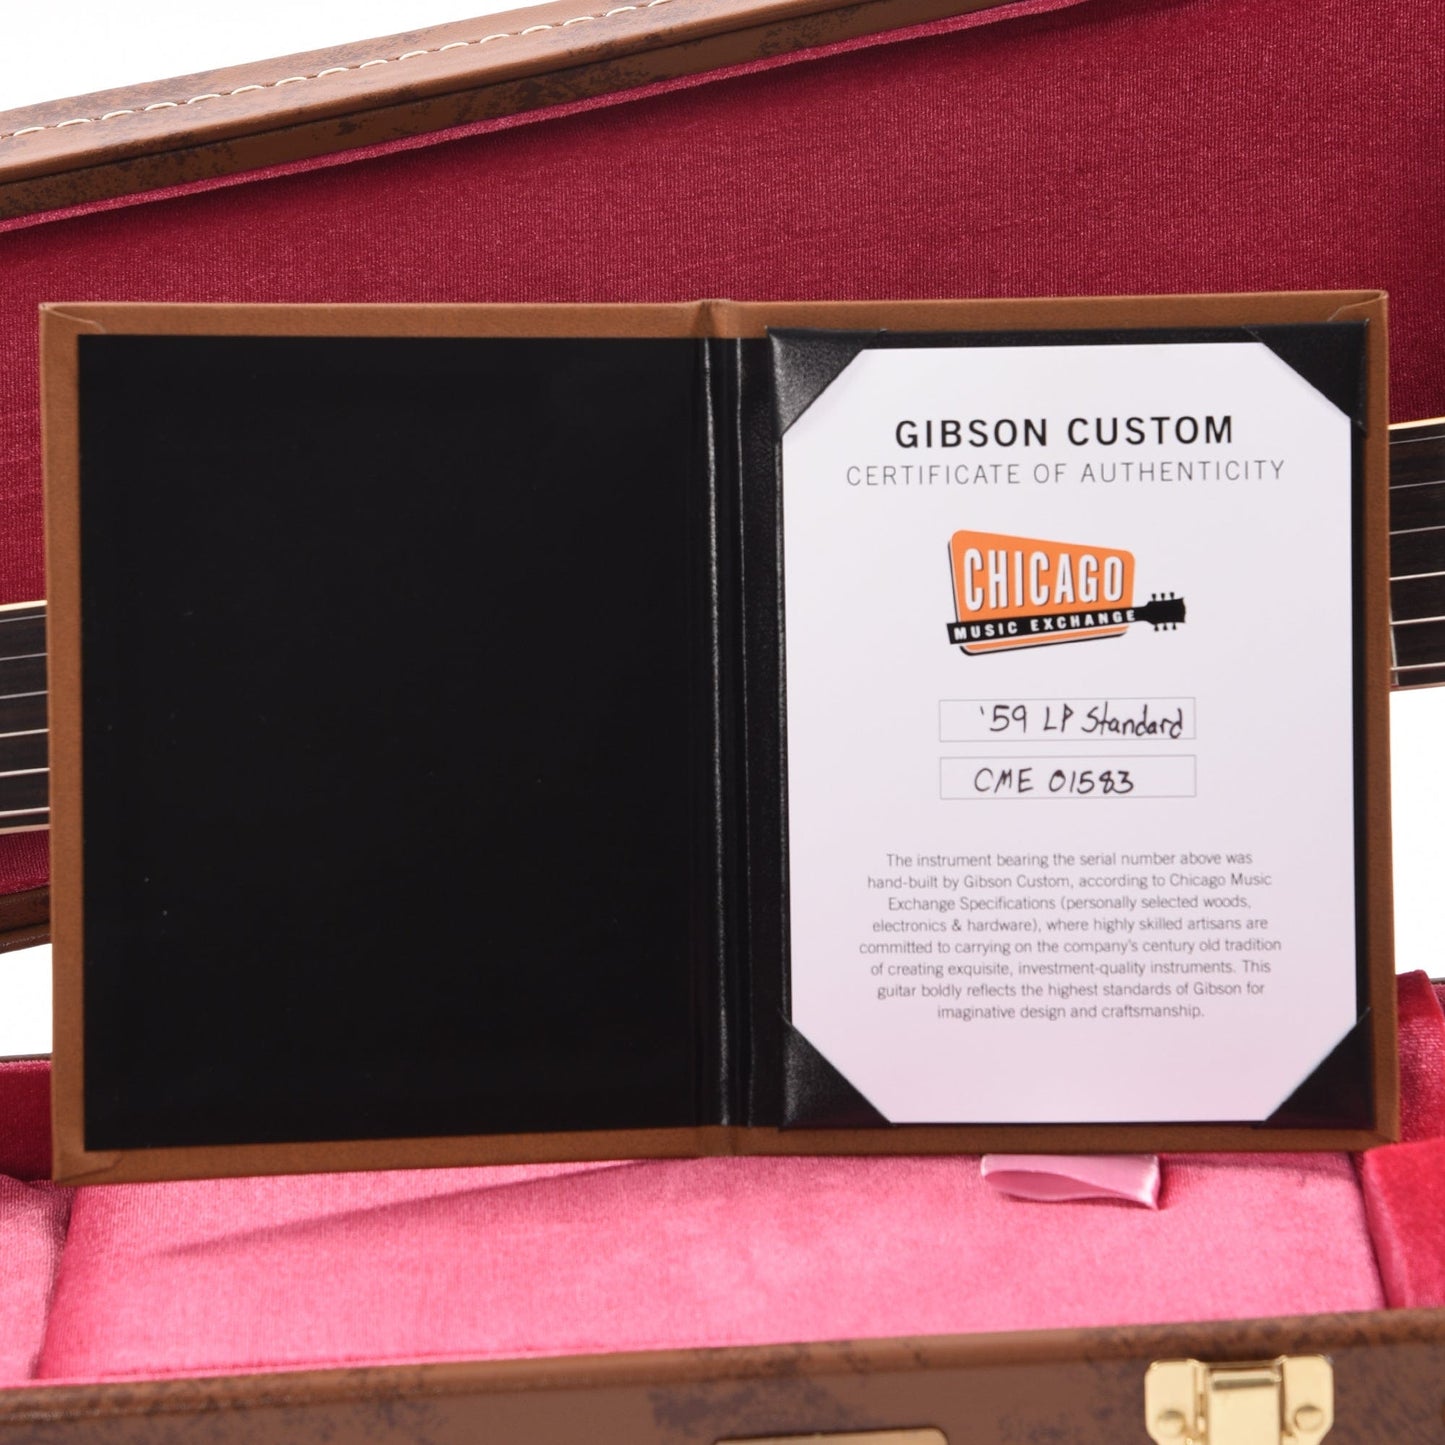 GIBSON CUSTOM
CERTIFICATE OF AUTHENTICITY
CHICAGO
MUSIC EXCHANGE
'59 LP Standard
CME 01583
The instrument bearing the serial number above was
hand-built by Gibson Custom, according to Chicago Music
Exchange Specifications (personally selected woods,
electronics & hardware), where highly skilled artisans are
committed to carrying on the company's century old tradition
of creating exquisite, investment-quality instruments. This
guitar boldly reflects the highest standards of Gibson for
imaginative design and craftsmanship.